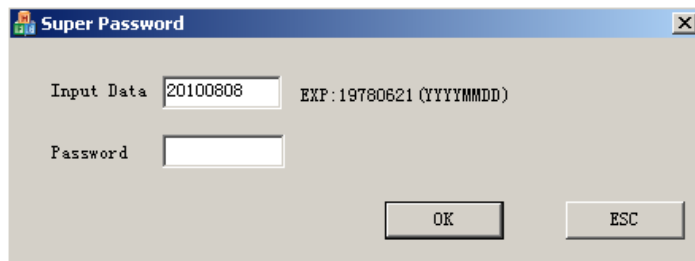 Super Password
Input Data 20100808 EXP:19780621(YYYYMMDD)
Password
OK ESC